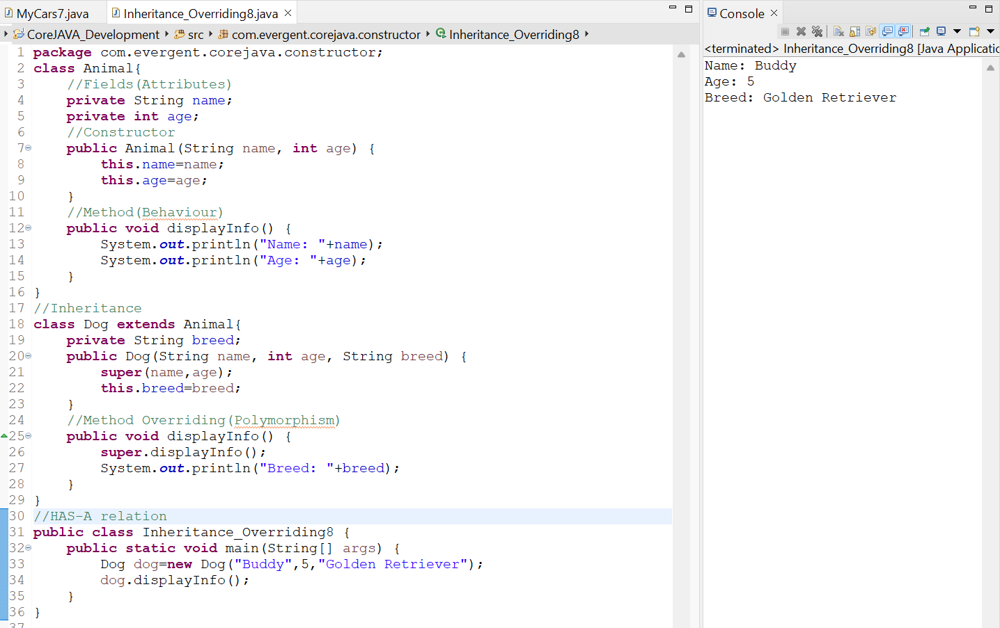 MyCars7.java
Inheritance_Overriding8.java
CoreJAVA_Development
src
com.evergent.corejava.constructor
Inheritance_Overriding8
1 package com.evergent.corejava.constructor;
2 class Animal{
3 //Fields(Attributes)
4 private String name;
5 private int age;
6 //Constructor
7 public Animal(String name, int age) {
8 this.name=name;
9 this.age=age;
10 }
11 //Method(Behaviour)
12 public void displayInfo() {
13 System.out.println("Name: "+name);
14 System.out.println("Age: "+age);
15 }
16 }
17 //Inheritance
18 class Dog extends Animal{
19 private String breed;
20 public Dog(String name, int age, String breed) {
21 super(name,age);
22 this.breed=breed;
23 }
24 //Method Overriding(Polymorphism)
25 public void displayInfo() {
26 super.displayInfo();
27 System.out.println("Breed: "+breed);
28 }
29 }
30 //HAS-A relation
31 public class Inheritance_Overriding8 {
32 public static void main(String[] args) {
33 Dog dog=new Dog("Buddy",5,"Golden Retriever");
34 dog.displayInfo();
35 }
36 }
37
Console
<terminated> Inheritance_Overriding8 [Java Applicatio
Name: Buddy
Age: 5
Breed: Golden Retriever